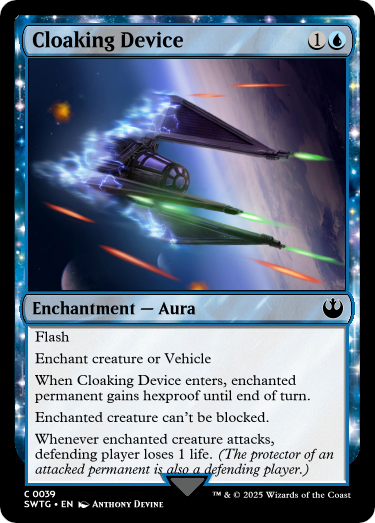 Cloaking Device 1
Enchantment — Aura
Flash
Enchant creature or Vehicle
When Cloaking Device enters, enchanted
permanent gains hexproof until end of turn.
Enchanted creature can't be blocked.
Whenever enchanted creature attacks,
defending player loses 1 life. (The protector of an
attacked permanent is also a defending player.)
C 0039
SWTG • EN Anthony Devine
™ & © 2025 Wizards of the Coast